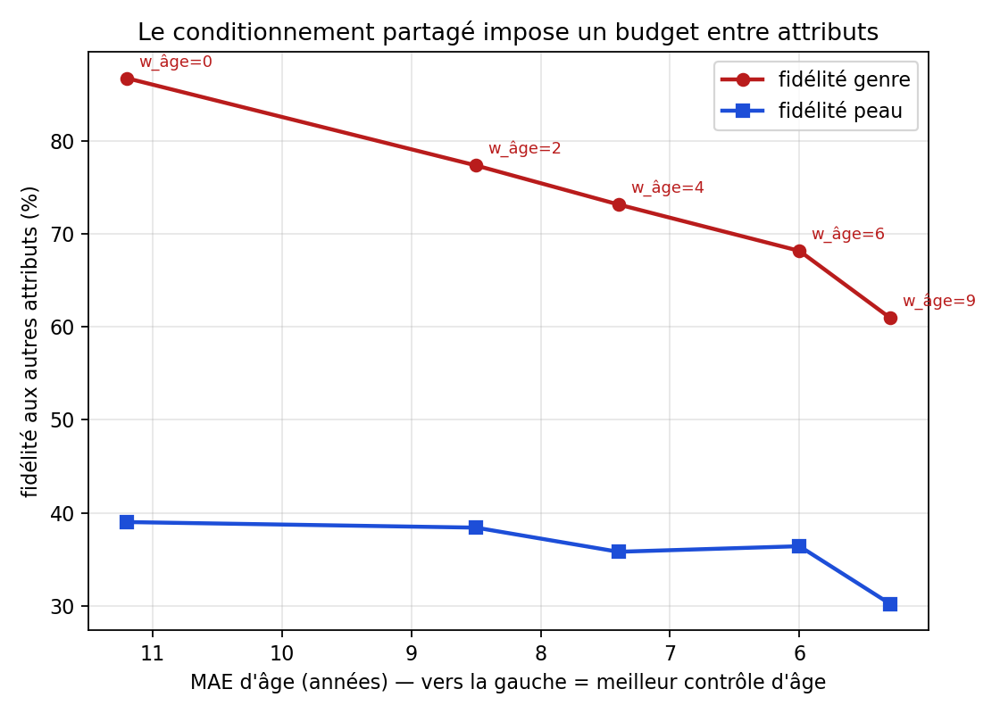 Le conditionnement partagé impose un budget entre attributs
w_âge=0
w_âge=2
w_âge=4
w_âge=6
w_âge=9
fidélité genre
fidélité peau
fidélité aux autres attributs (%)
80
70
60
50
40
30
11 10 9 8 7 6
MAE d'âge (années) — vers la gauche = meilleur contrôle d'âge